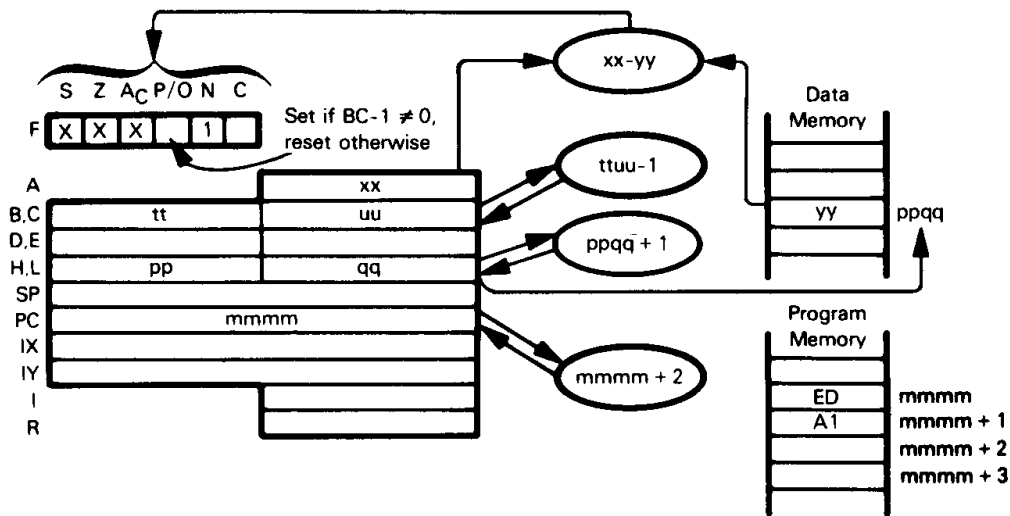 xx-yy
S Z AC P/O N C
F X X X 1
Set if BC-1 ≠ 0,
reset otherwise
Data
Memory
yy ppqq
ttuu-1
ppqq + 1
mmmm + 2
A xx
B,C tt uu
D,E
H,L pp qq
SP
PC mmmm
IX
IY
I
R
Program
Memory
ED mmmm
A1 mmmm + 1
mmmm + 2
mmmm + 3